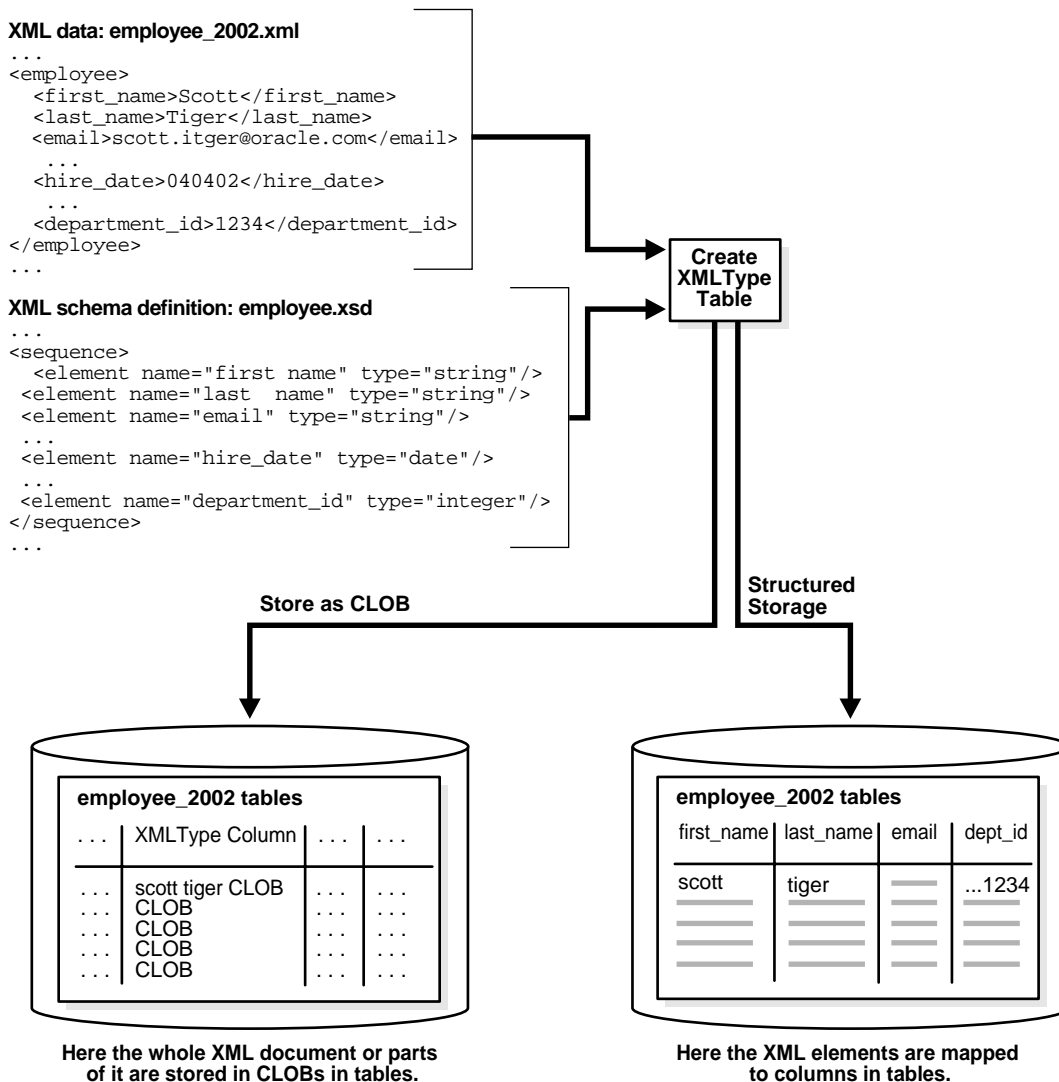 XML data: employee_2002.xml
...
<employee>
<first_name>Scott</first_name>
<last_name>Tiger</last_name>
<email>scott.itger@oracle.com</email>
...
<hire_date>040402</hire_date>
...
<department_id>1234</department_id>
</employee>
...
XML schema definition: employee.xsd
...
<sequence>
<element name="first name" type="string"/>
<element name="last  name" type="string"/>
<element name="email" type="string"/>
...
<element name="hire_date" type="date"/>
...
<element name="department_id" type="integer"/>
</sequence>
...
Create
XMLType
Table
Store as CLOB
Structured
Storage
employee_2002 tables
... XMLType Column ... ...
... scott tiger CLOB ... ...
... CLOB ... ...
... CLOB ... ...
... CLOB ... ...
... CLOB ... ...
Here the whole XML document or parts
of it are stored in CLOBs in tables.
employee_2002 tables
first_name last_name email dept_id
scott tiger ...1234
Here the XML elements are mapped
to columns in tables.